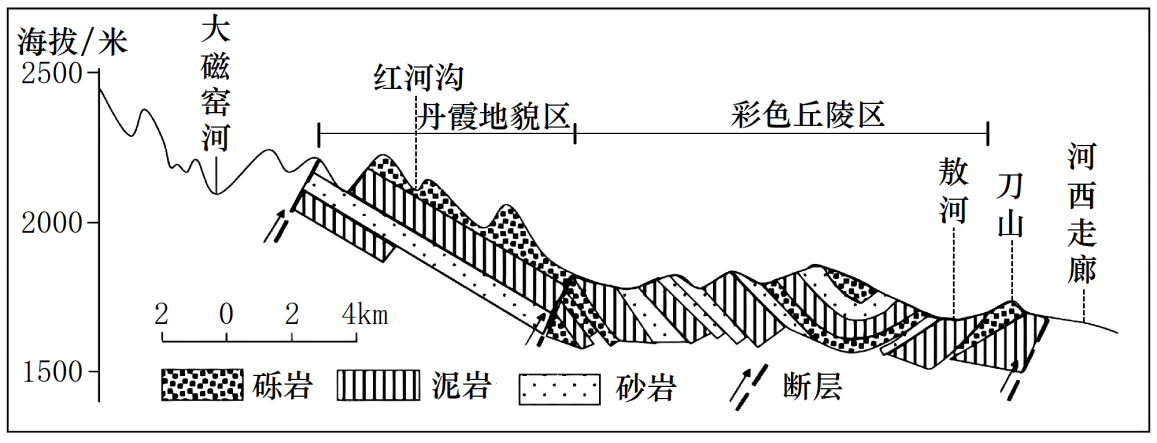 海拔/米
2500
2000
1500
大磁窑河
红河沟
丹霞地貌区
彩色丘陵区
敖河
刀山
河西走廊
2 0 2 4km
砾岩 泥岩 砂岩 断层